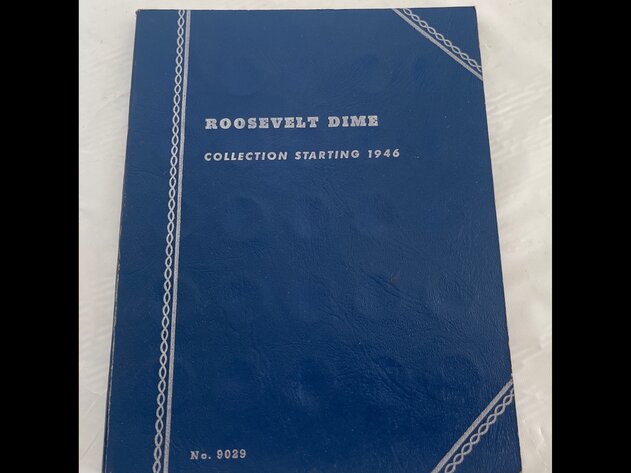 ROOSEVELT DIME
COLLECTION STARTING 1946
No. 9029